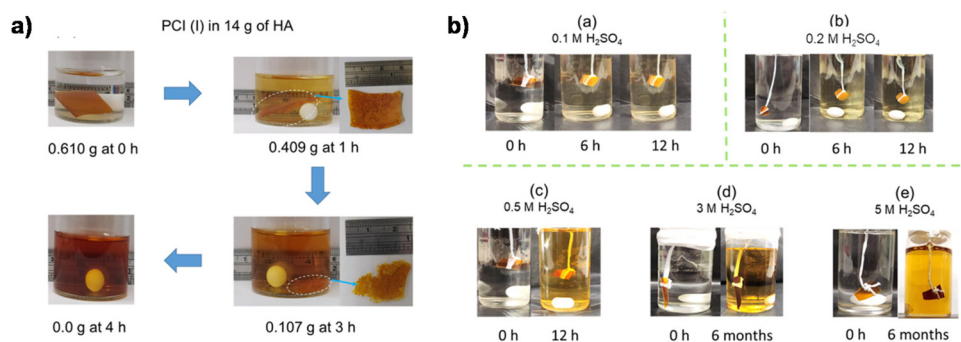 a)
PCI (I) in 14 g of HA
0.610 g at 0 h
0.409 g at 1 h
0.0 g at 4 h
0.107 g at 3 h
b)
(a)
0.1 M H₂SO₄
0 h 6 h 12 h
(b)
0.2 M H₂SO₄
0 h 6 h 12 h
(c)
0.5 M H₂SO₄
0 h 12 h
(d)
3 M H₂SO₄
0 h 6 months
(e)
5 M H₂SO₄
0 h 6 months